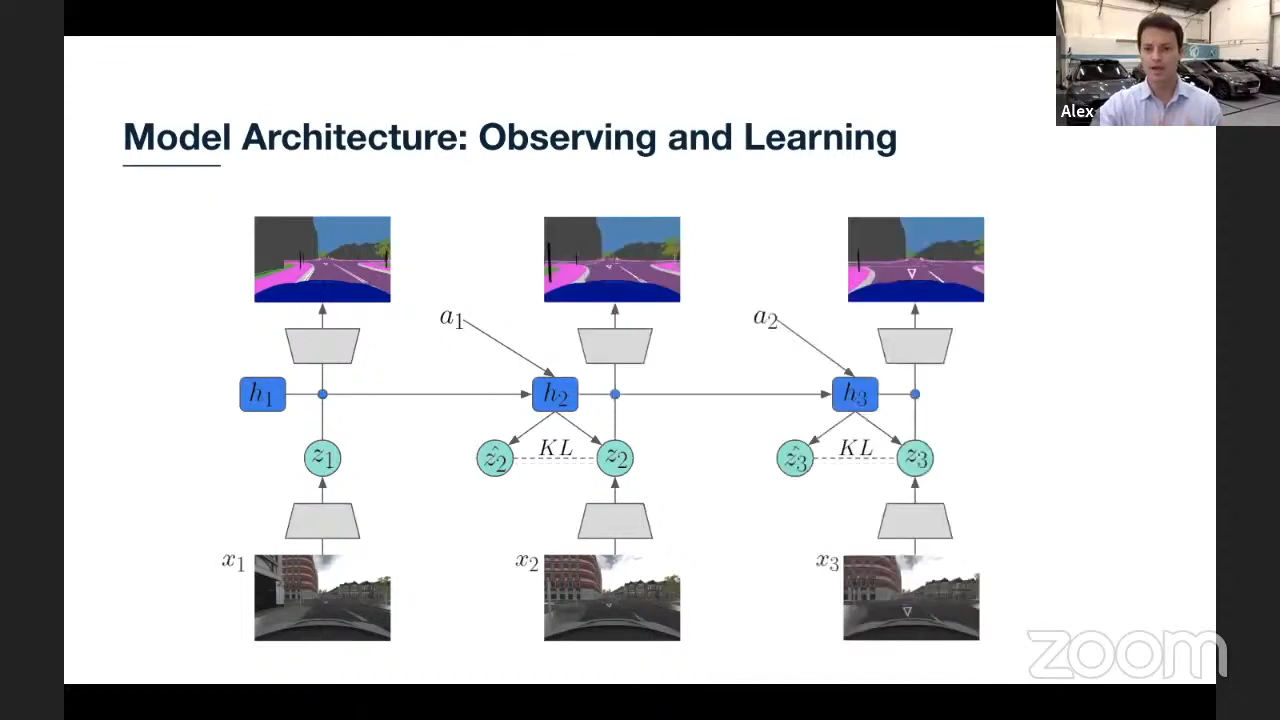 Alex
Model Architecture: Observing and Learning
a₁
a₂
h₁
h₂
h₃
KL
KL
z₁
ẑ₂
z₂
ẑ₃
z₃
x₁
x₂
x₃
zoom